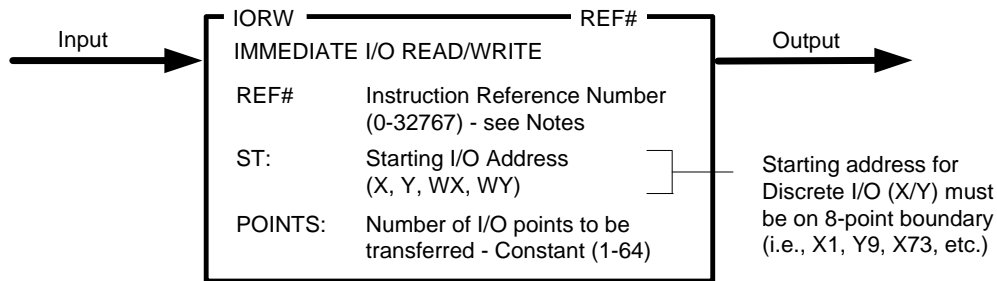 IORW REF#
Input
IMMEDIATE I/O READ/WRITE
Output
REF# Instruction Reference Number
(0-32767) - see Notes
ST: Starting I/O Address
(X, Y, WX, WY)
Starting address for
Discrete I/O (X/Y) must
be on 8-point boundary
(i.e., X1, Y9, X73, etc.)
POINTS: Number of I/O points to be
transferred - Constant (1-64)